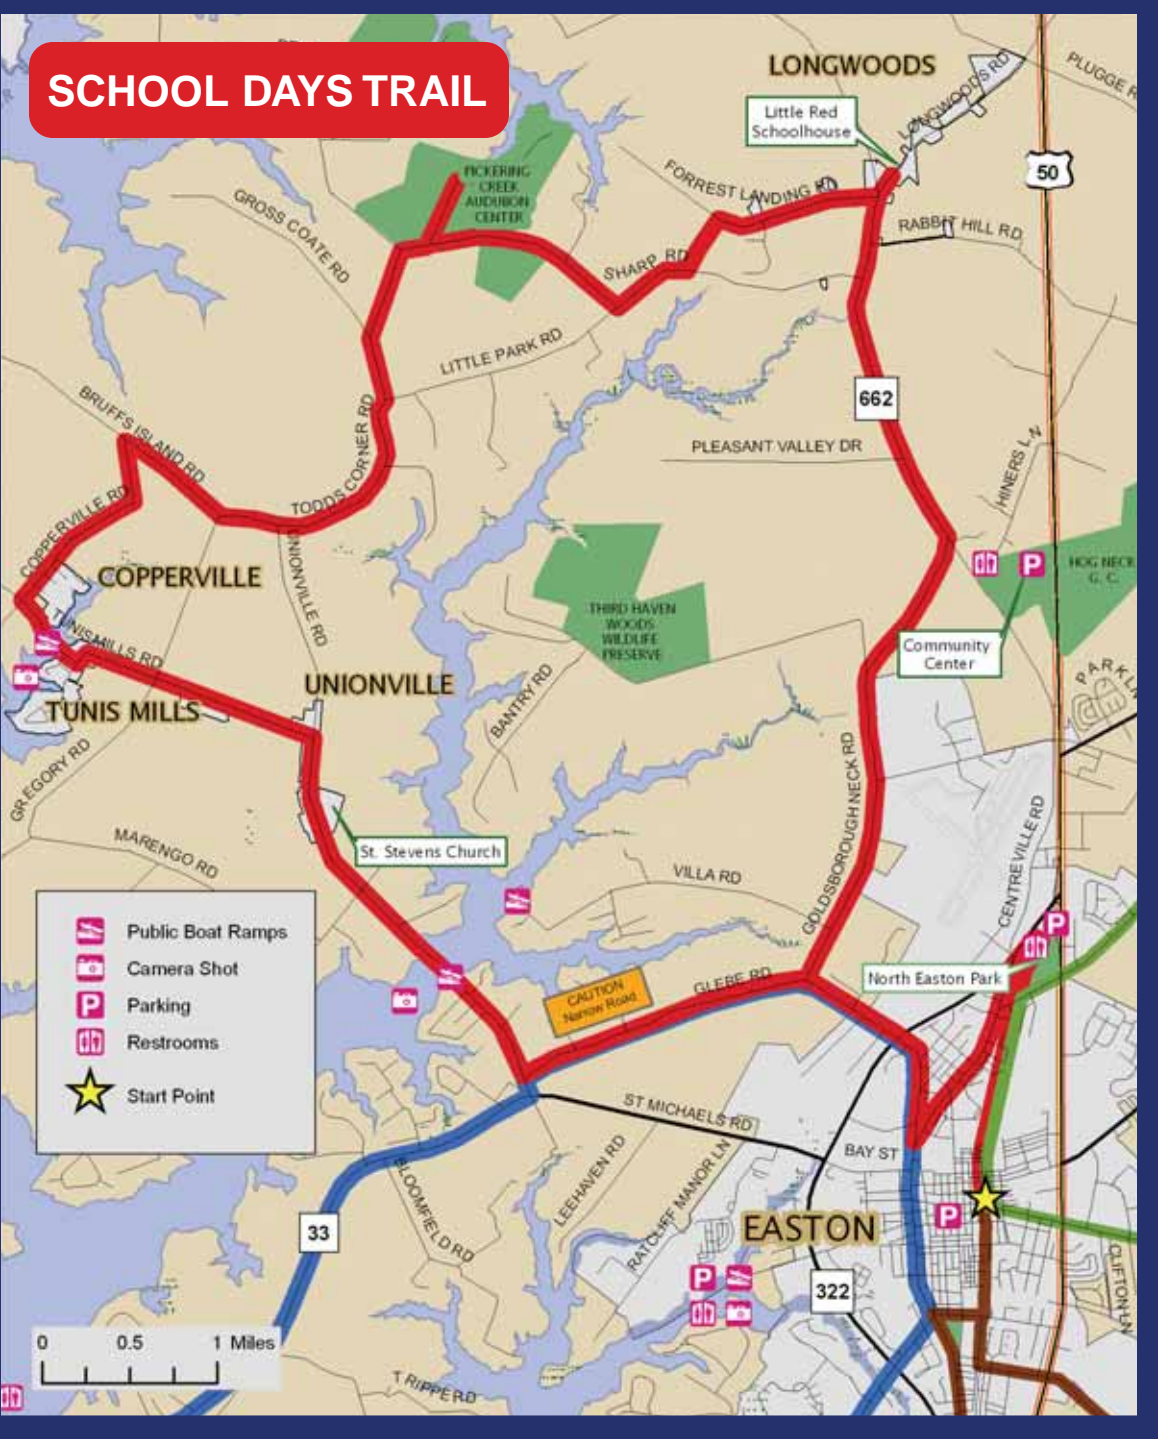 SCHOOL DAYS TRAIL
LONGWOODS
PLUGGE R
Little Red
Schoolhouse
LONGWOODS RD
50
PICKERING
CREEK
AUDUBON
CENTER
FORREST LANDING RD
GROSS COATE RD
RABBIT HILL RD
SHARP RD
LITTLE PARK RD
662
BRUFFS ISLAND RD
TODDS CORNER RD
PLEASANT VALLEY DR
HINERS LN
COPPERVILLE RD
COPPERVILLE
UNIONVILLE RD
P
HOG NECK
G. C.
THIRD HAVEN
WOODS
WILDLIFE
PRESERVE
TUNIS MILLS RD
Community
Center
UNIONVILLE
PARK LN
TUNIS MILLS
BANTRY RD
GREGORY RD
GOLDSBOROUGH NECK RD
CENTREVILLE RD
MARENGO RD
St. Stevens Church
VILLA RD
P
North Easton Park
GLEBE RD
CAUTION
Narrow Road
Public Boat Ramps
Camera Shot
P
Parking
Restrooms
Start Point
ST MICHAELS RD
BAY ST
BLOOMFIELD RD
LEEHAVEN RD
RATCLIFF MANOR LN
P
EASTON
33
P
322
CLIFTON LN
0 0.5 1 Miles
TRIPPE RD